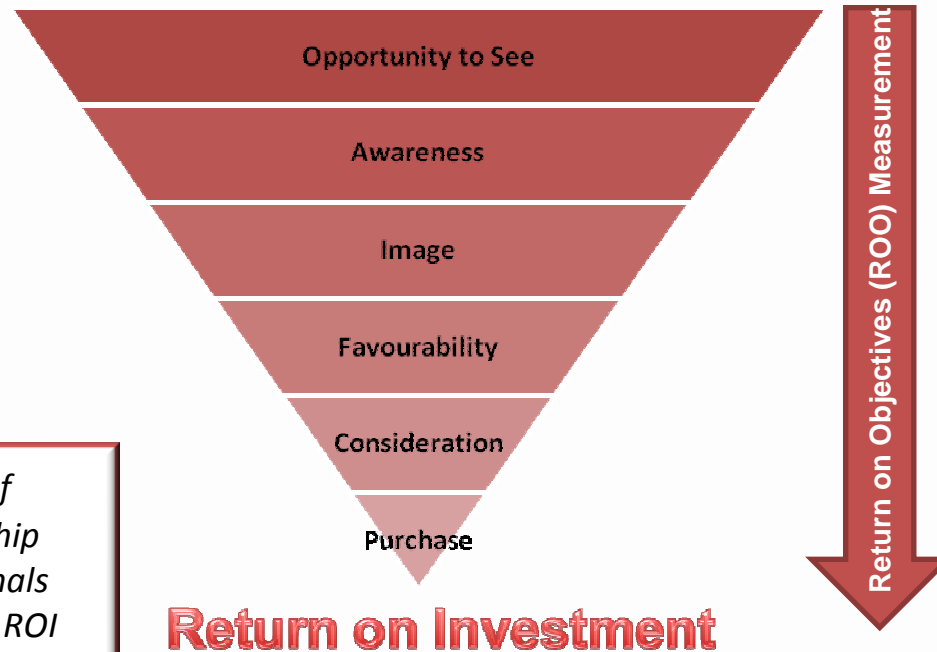 Opportunity to See
Awareness
Image
Favourability
Consideration
Purchase
Return on Investment
Return on Objectives (ROO) Measurement
ROI